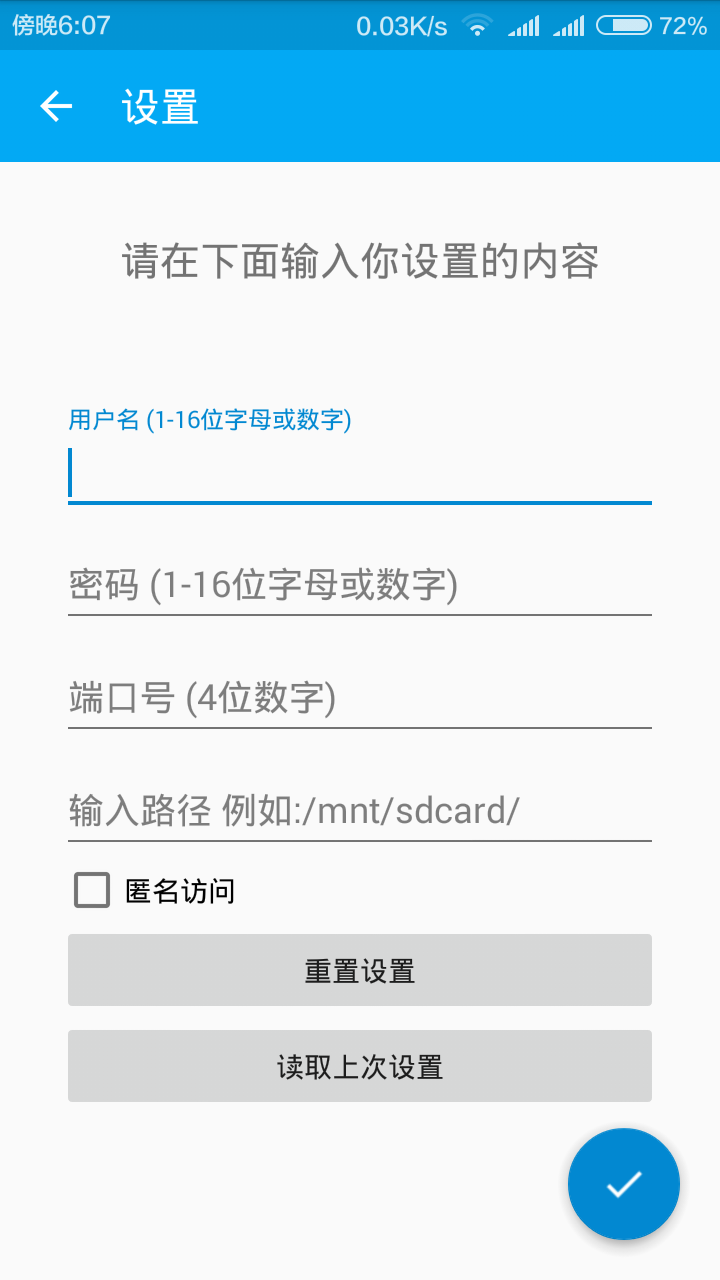 傍晚6:07 0.03K/s 72%
设置
请在下面输入你设置的内容
用户名 (1-16位字母或数字)
密码 (1-16位字母或数字)
端口号 (4位数字)
输入路径 例如:/mnt/sdcard/
匿名访问
重置设置
读取上次设置